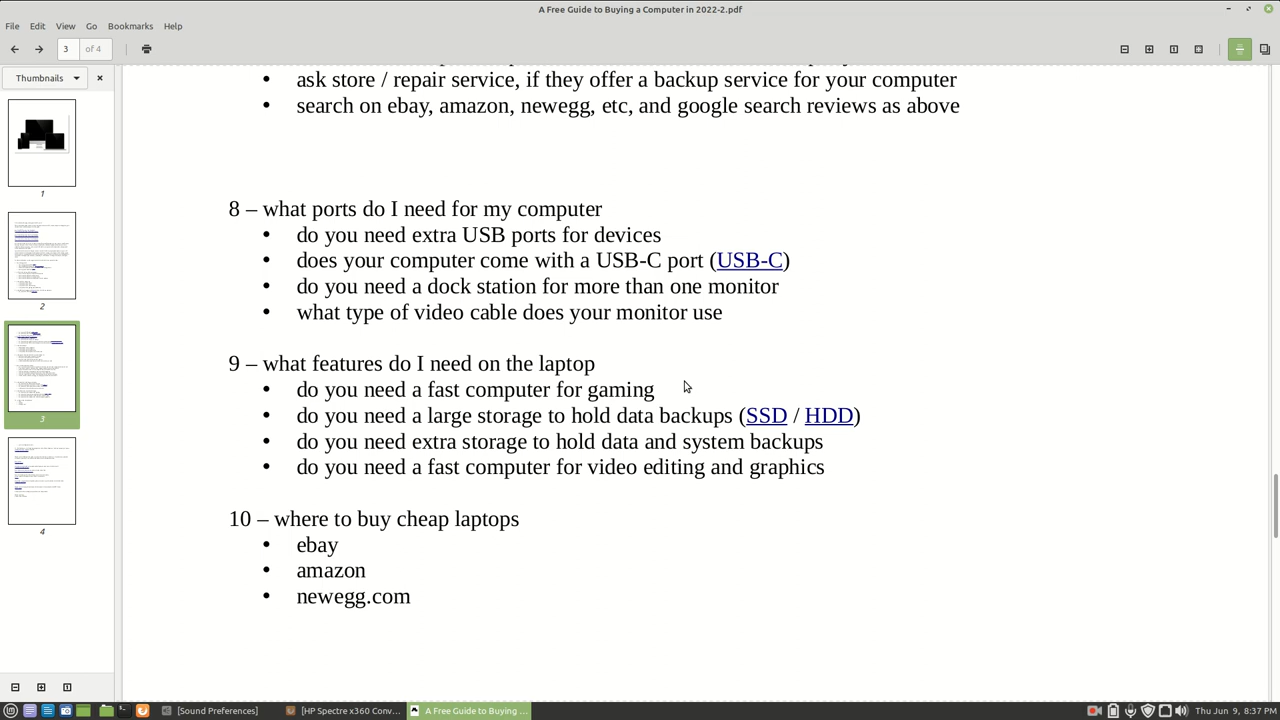 A Free Guide to Buying a Computer in 2022-2.pdf
File Edit View Go Bookmarks Help
3 of 4
Thumbnails
1
2
3
4
• ask store / repair service, if they offer a backup service for your computer
• search on ebay, amazon, newegg, etc, and google search reviews as above
8 – what ports do I need for my computer
• do you need extra USB ports for devices
• does your computer come with a USB-C port (USB-C)
• do you need a dock station for more than one monitor
• what type of video cable does your monitor use
9 – what features do I need on the laptop
• do you need a fast computer for gaming
• do you need a large storage to hold data backups (SSD / HDD)
• do you need extra storage to hold data and system backups
• do you need a fast computer for video editing and graphics
10 – where to buy cheap laptops
• ebay
• amazon
• newegg.com
[Sound Preferences] [HP Spectre x360 Conv... A Free Guide to Buying ... Thu Jun 9, 8:37 PM